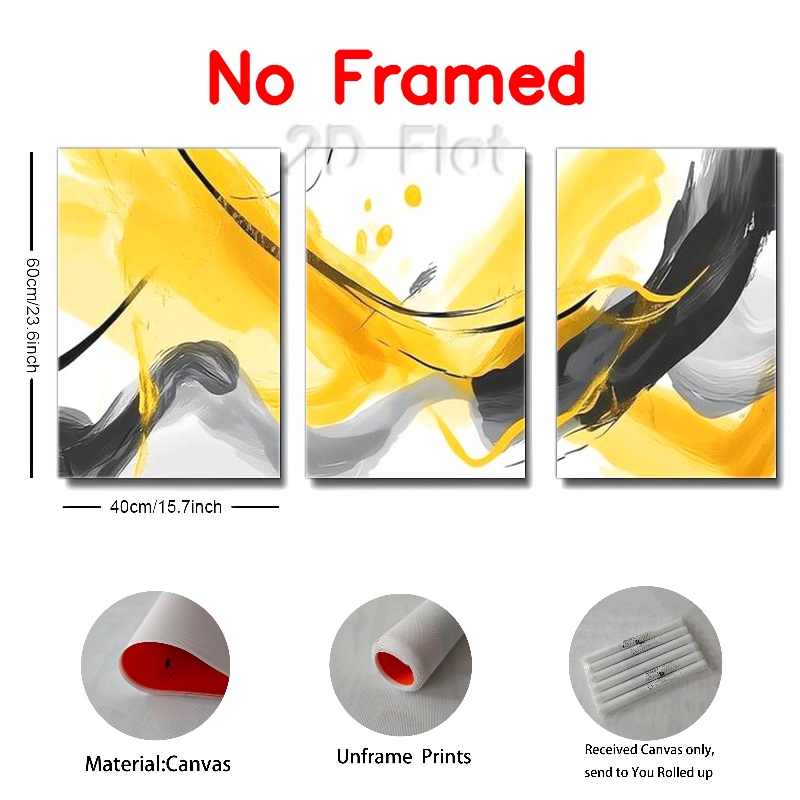 No Framed
2D Flat
60cm/23.6inch
40cm/15.7inch
Material:Canvas
Unframe Prints
Received Canvas only,
send to You Rolled up